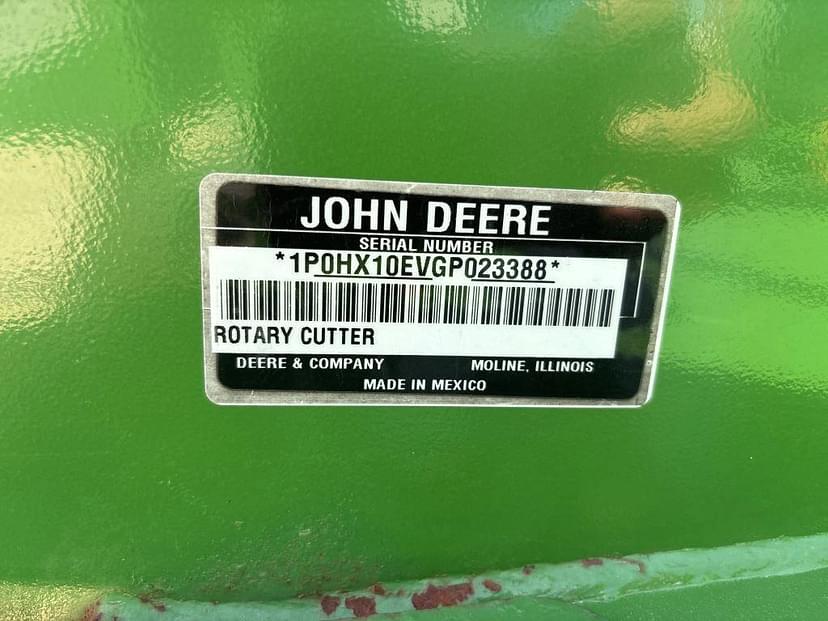 JOHN DEERE
SERIAL NUMBER
*1P0HX10EVGP023388*
ROTARY CUTTER
DEERE & COMPANY MOLINE, ILLINOIS
MADE IN MEXICO